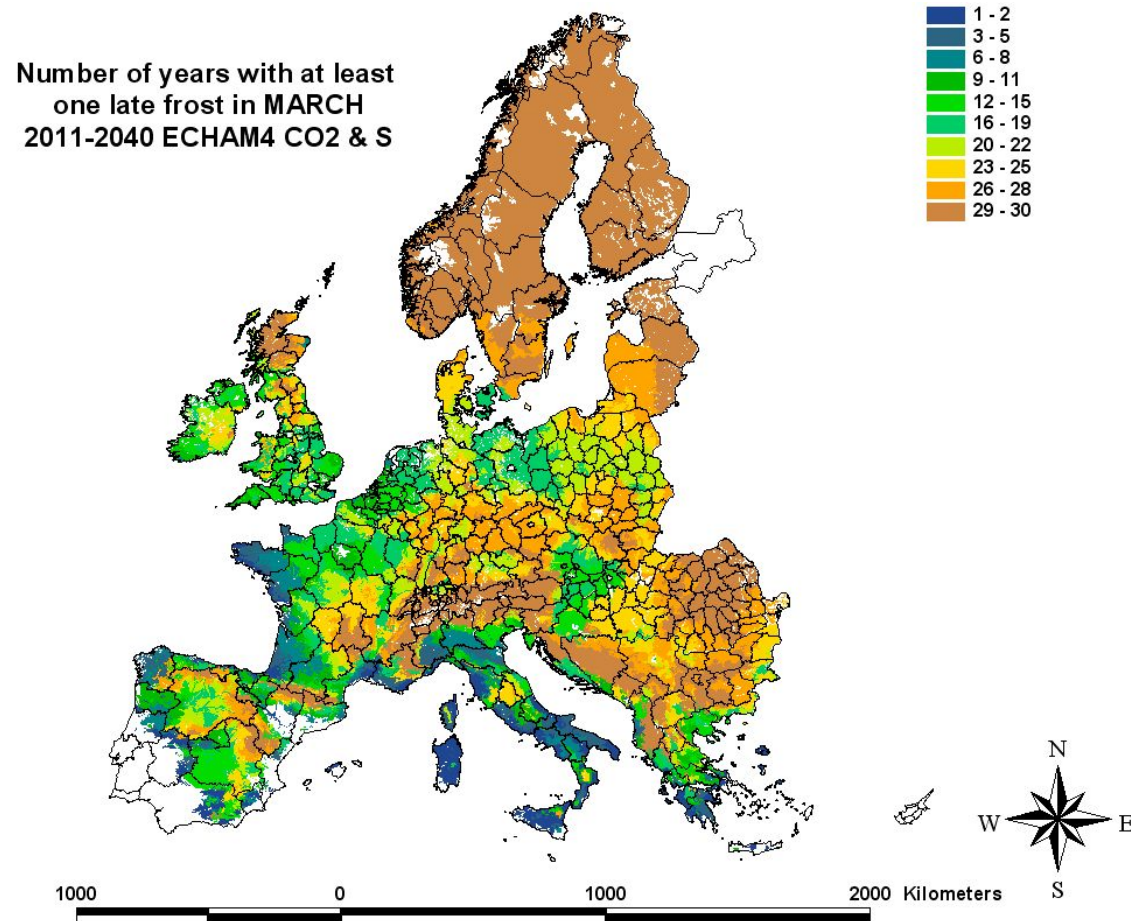 Number of years with at least
one late frost in MARCH
2011-2040 ECHAM4 CO2 & S
1 - 2
3 - 5
6 - 8
9 - 11
12 - 15
16 - 19
20 - 22
23 - 25
26 - 28
29 - 30
N
W E
S
1000 0 1000 2000 Kilometers